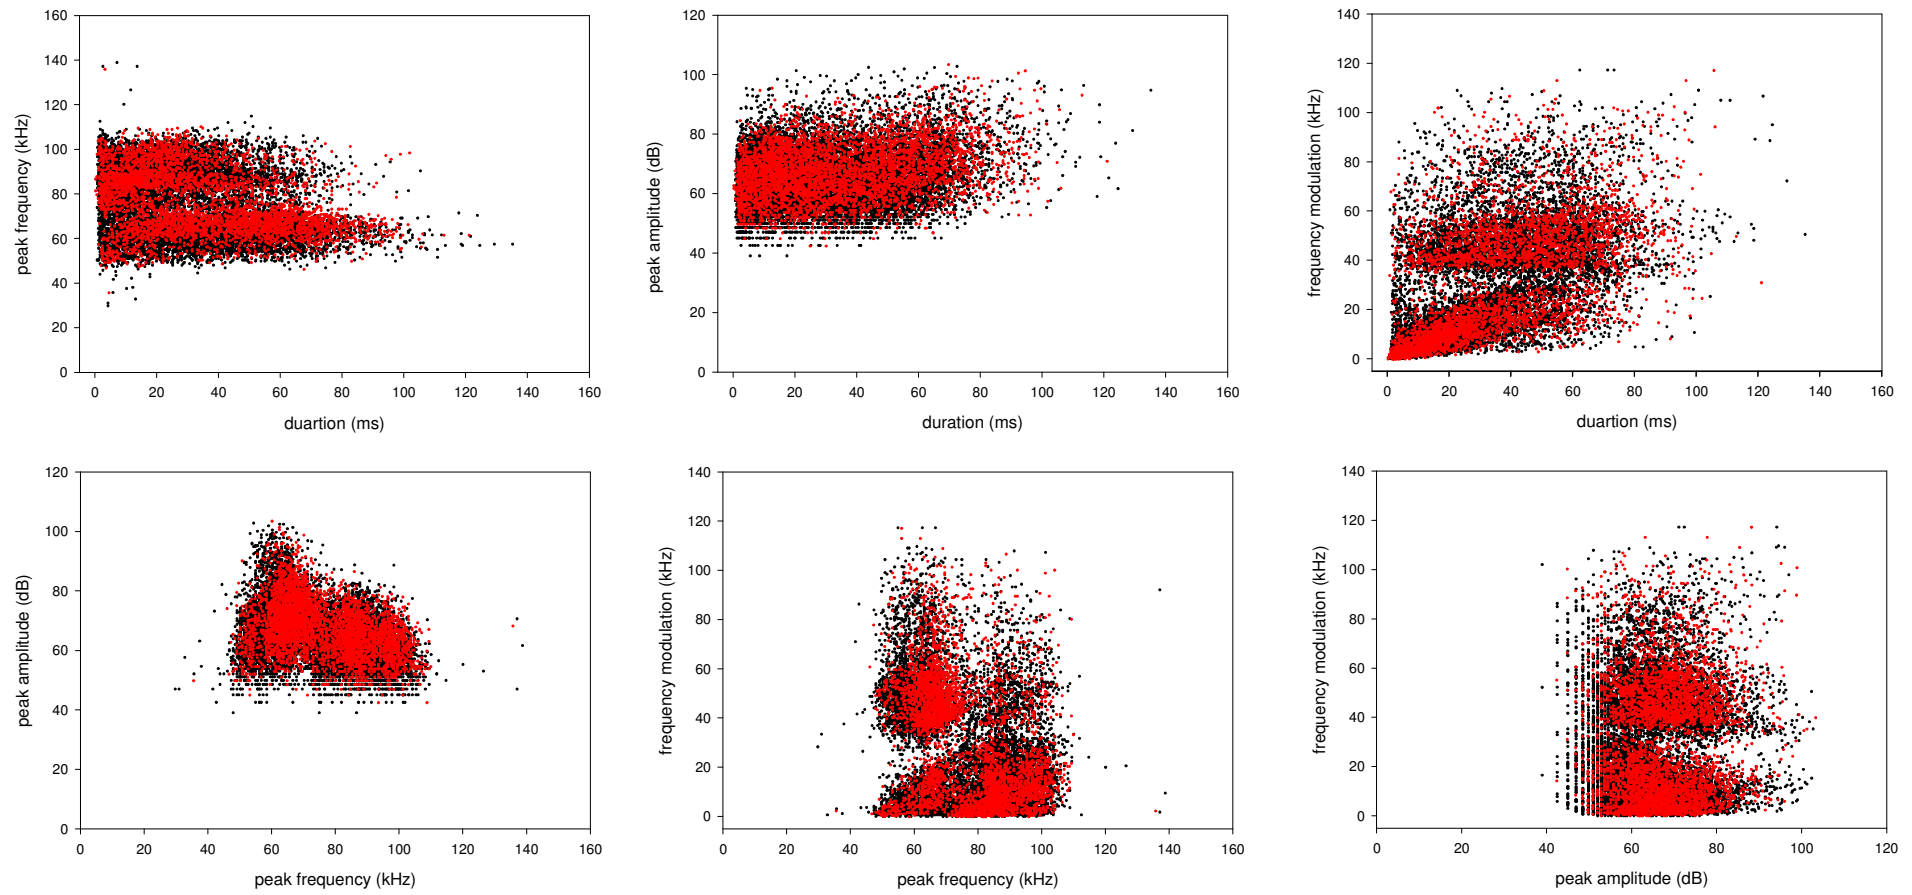 160
140
120
100
80
60
40
20
0
peak frequency (kHz)
0 20 40 60 80 100 120 140 160
duartion (ms)
120
100
80
60
40
20
0
peak amplitude (dB)
0 20 40 60 80 100 120 140 160
duration (ms)
140
120
100
80
60
40
20
0
frequency modulation (kHz)
0 20 40 60 80 100 120 140 160
duartion (ms)
120
100
80
60
40
20
0
peak amplitude (dB)
0 20 40 60 80 100 120 140 160
peak frequency (kHz)
140
120
100
80
60
40
20
0
frequency modulation (kHz)
0 20 40 60 80 100 120 140 160
peak frequency (kHz)
140
120
100
80
60
40
20
0
frequency modulation (kHz)
0 20 40 60 80 100 120
peak amplitude (dB)